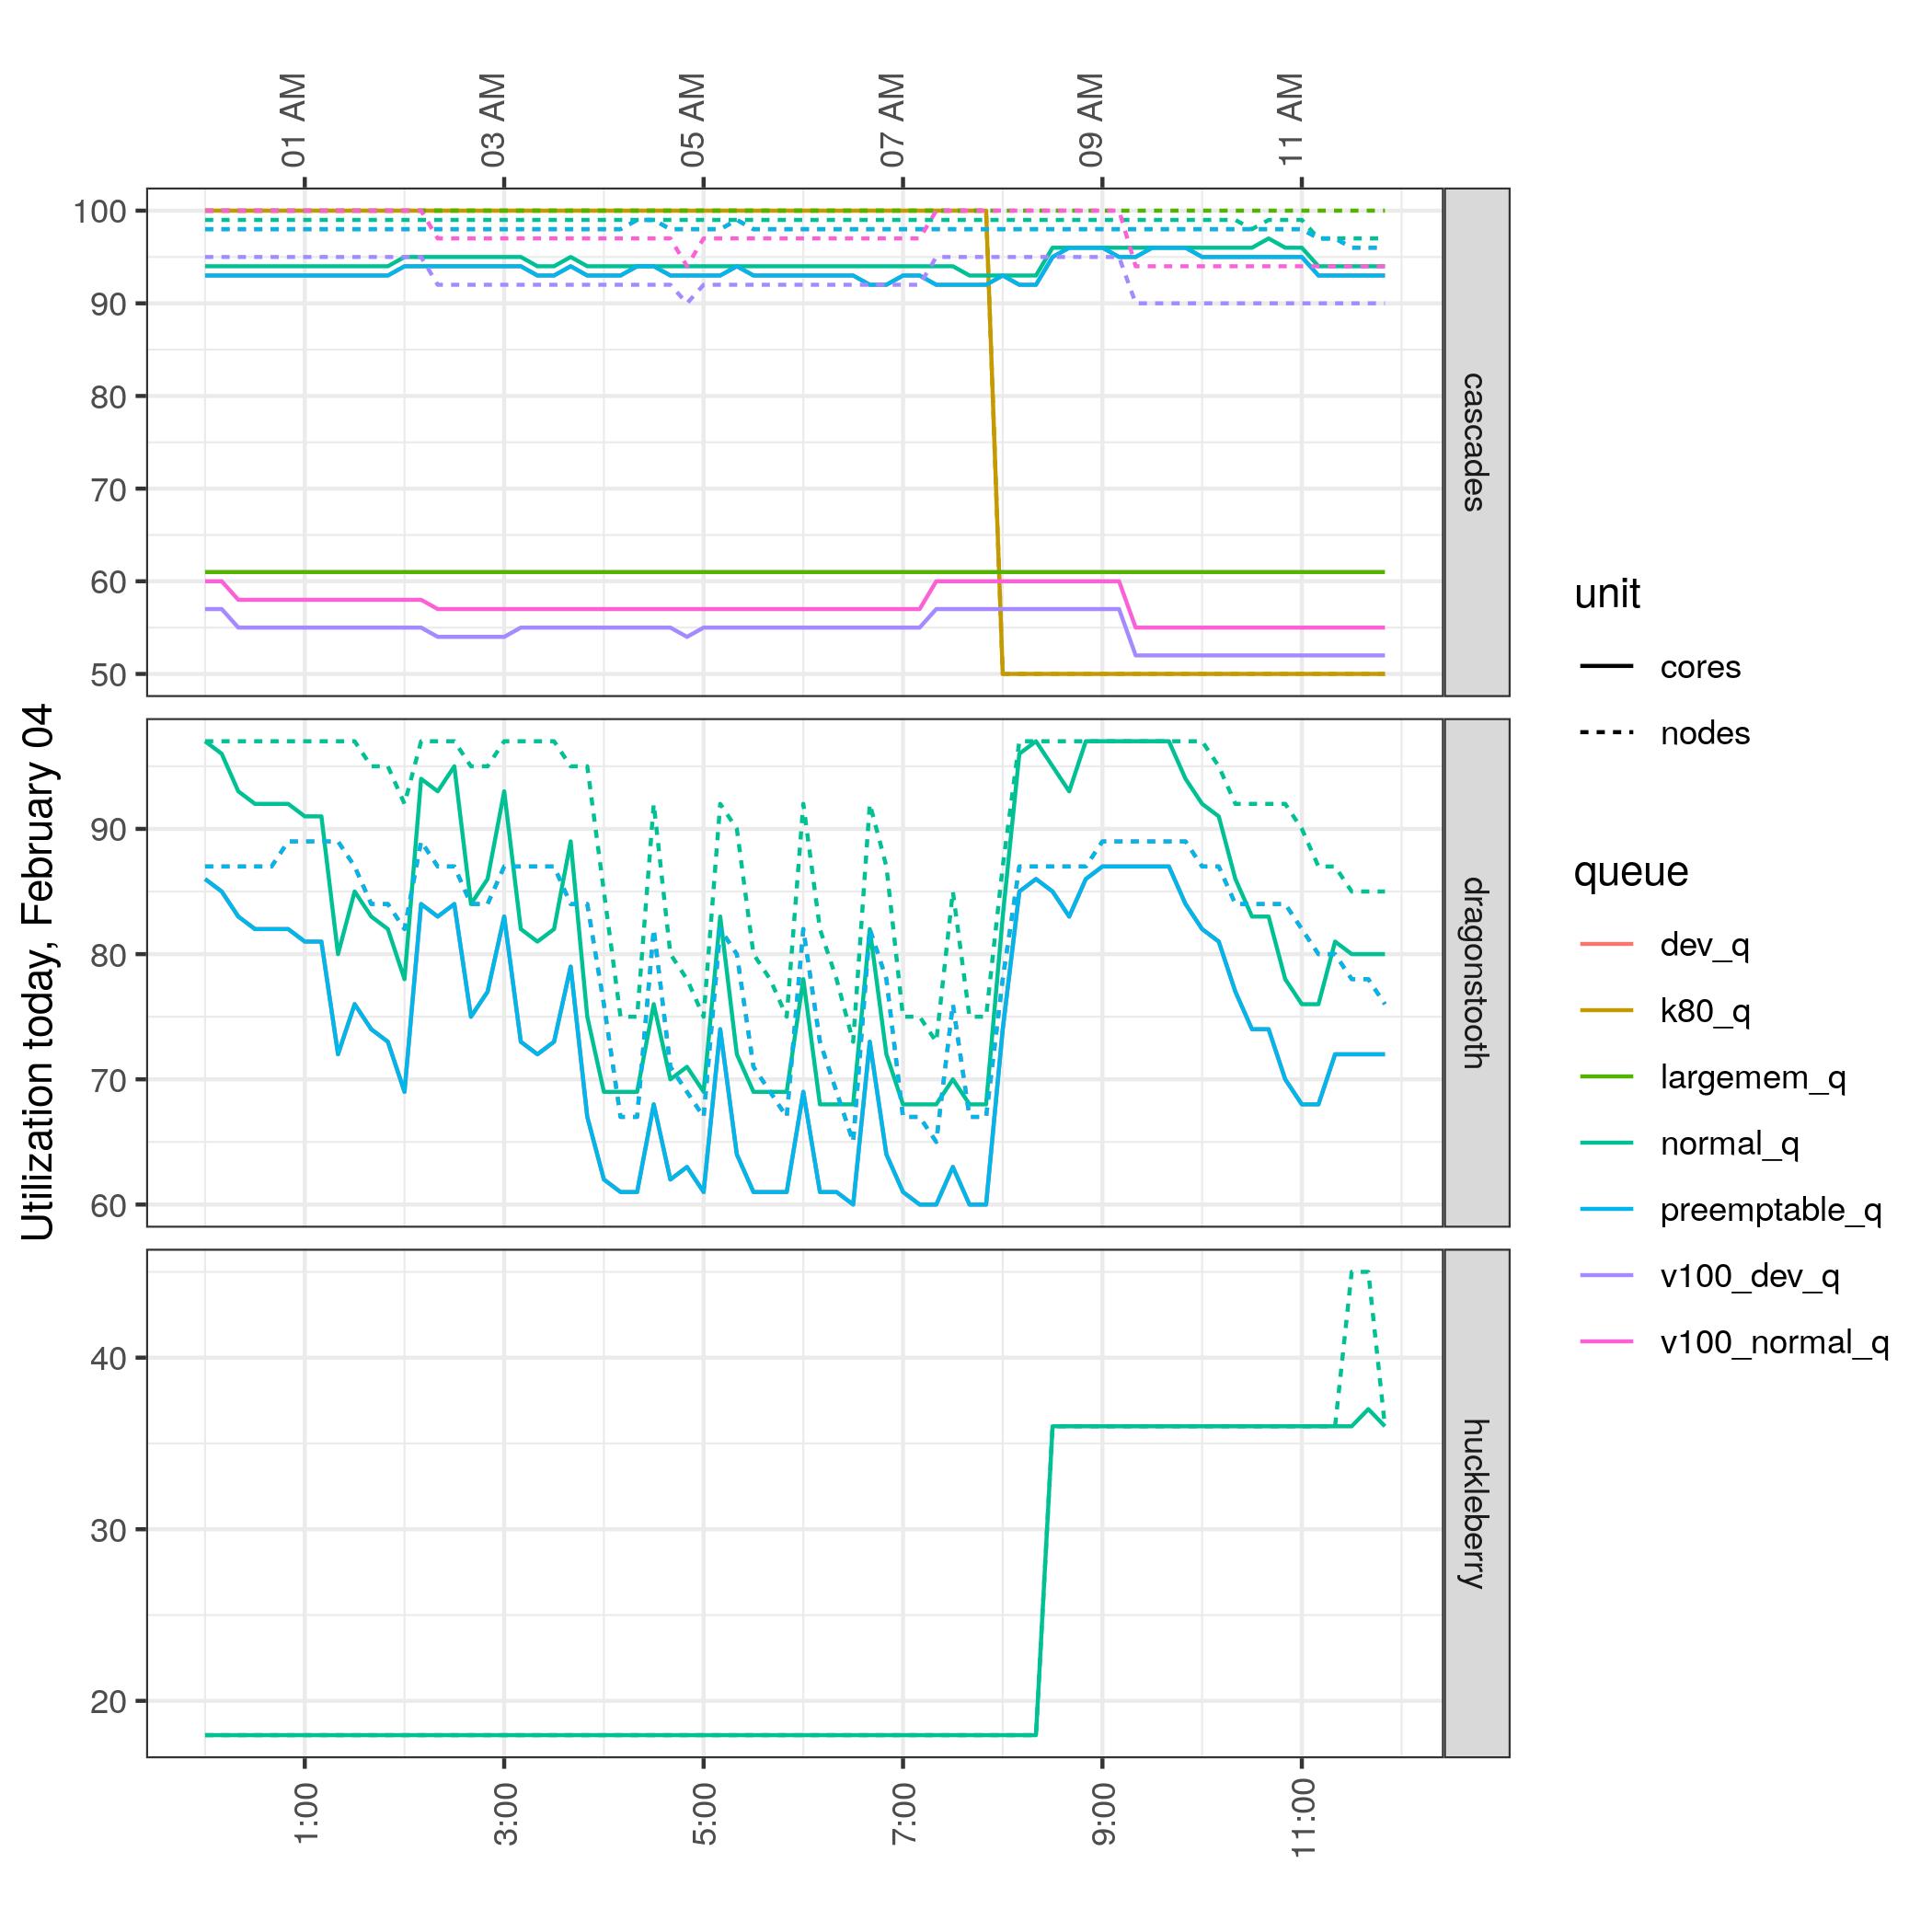 01 AM
03 AM
05 AM
07 AM
09 AM
11 AM
Utilization today, February 04
100
90
80
70
60
50
cascades
90
80
70
60
dragonstooth
40
30
20
huckleberry
1:00
3:00
5:00
7:00
9:00
11:00
unit
cores
nodes
queue
dev_q
k80_q
largemem_q
normal_q
preemptable_q
v100_dev_q
v100_normal_q